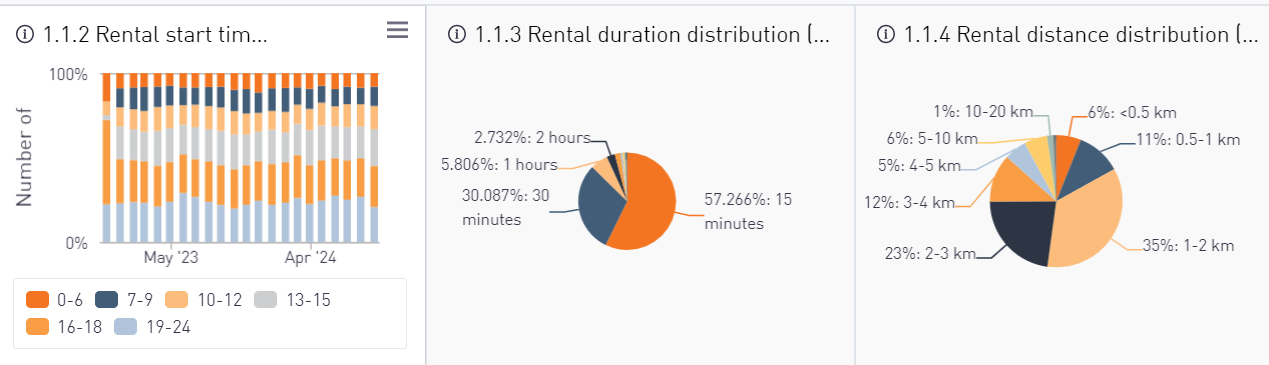 1.1.2 Rental start tim...
100%
Number of
0%
May '23
Apr '24
0-6
7-9
10-12
13-15
16-18
19-24
1.1.3 Rental duration distribution (...
2.732%: 2 hours
5.806%: 1 hours
30.087%: 30
minutes
57.266%: 15
minutes
1.1.4 Rental distance distribution (...
1%: 10-20 km
6%: <0.5 km
6%: 5-10 km
11%: 0.5-1 km
5%: 4-5 km
12%: 3-4 km
35%: 1-2 km
23%: 2-3 km